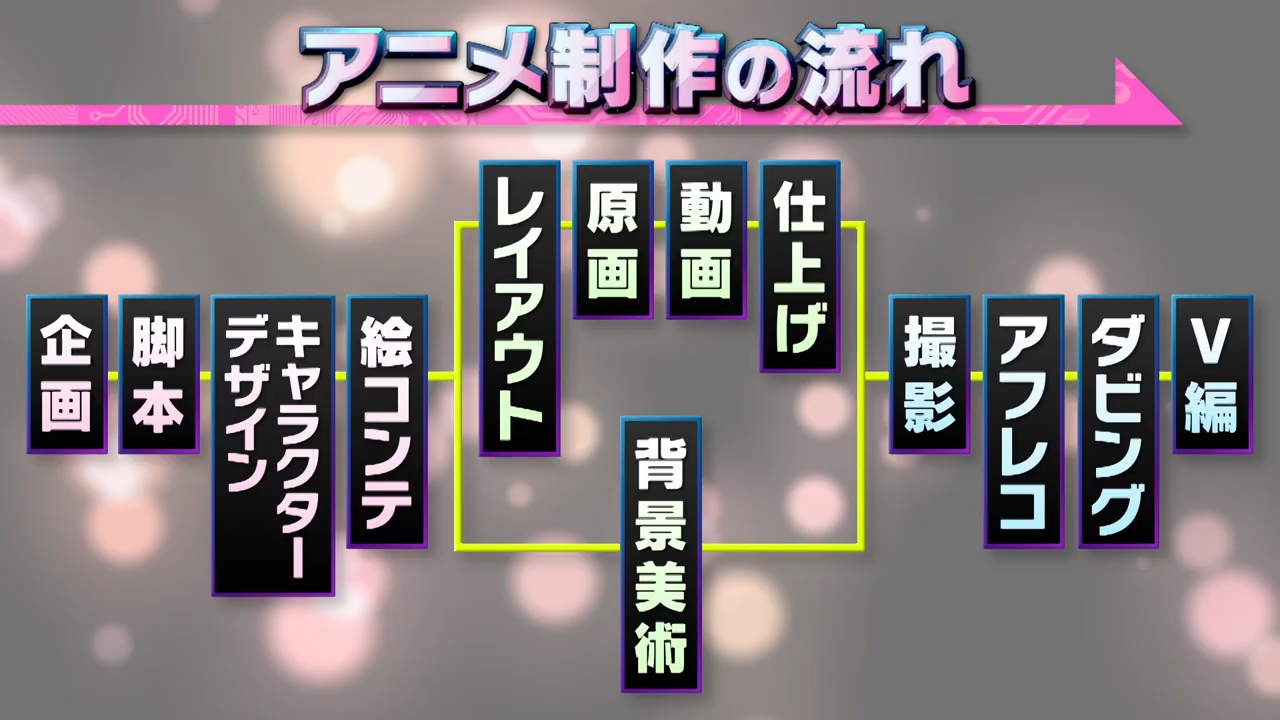 アニメ制作の流れ
企画
脚本
キャラクター
デザイン
絵コンテ
レイアウト
原画
動画
仕上げ
背景美術
撮影
アフレコ
ダビング
V編